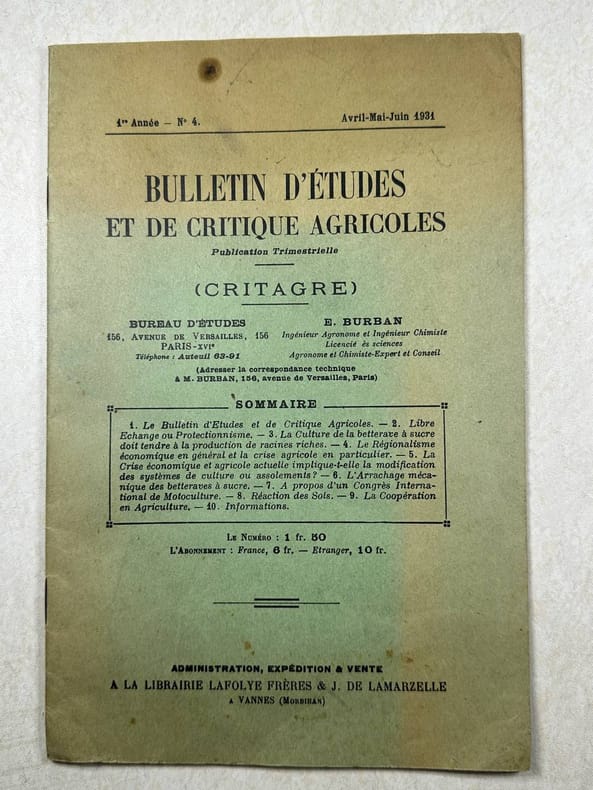 1re Année — N° 4.
Avril-Mai-Juin 1931
BULLETIN D'ÉTUDES
ET DE CRITIQUE AGRICOLES
Publication Trimestrielle
(CRITAGRE)
BUREAU D'ÉTUDES
156, AVENUE DE VERSAILLES, 156
PARIS-XVIe
Téléphone : Auteuil 63-91
E. BURBAN
Ingénieur Agronome et Ingénieur Chimiste
Licencié ès sciences
Agronome et Chimiste-Expert et Conseil
(Adresser la correspondance technique
à M. BURBAN, 156, avenue de Versailles, Paris)
SOMMAIRE
1. Le Bulletin d'Etudes et de Critique Agricoles. — 2. Libre
Echange ou Protectionnisme. — 3. La Culture de la betterave à sucre
doit tendre à la production de racines riches. — 4. Le Régionalisme
économique en général et la crise agricole en particulier. — 5. La
Crise économique et agricole actuelle implique-t-elle la modification
des systèmes de culture ou assolements ? — 6. L'Arrachage méca-
nique des betteraves à sucre. — 7. A propos d'un Congrès Interna-
tional de Motoculture. — 8. Réaction des Sols. — 9. La Coopération
en Agriculture. — 10. Informations.
LE NUMÉRO : 1 fr. 50
L'ABONNEMENT : France, 6 fr. — Etranger, 10 fr.
ADMINISTRATION, EXPÉDITION & VENTE
A LA LIBRAIRIE LAFOLYE FRÈRES & J. DE LAMARZELLE
A VANNES (MORBIHAN)